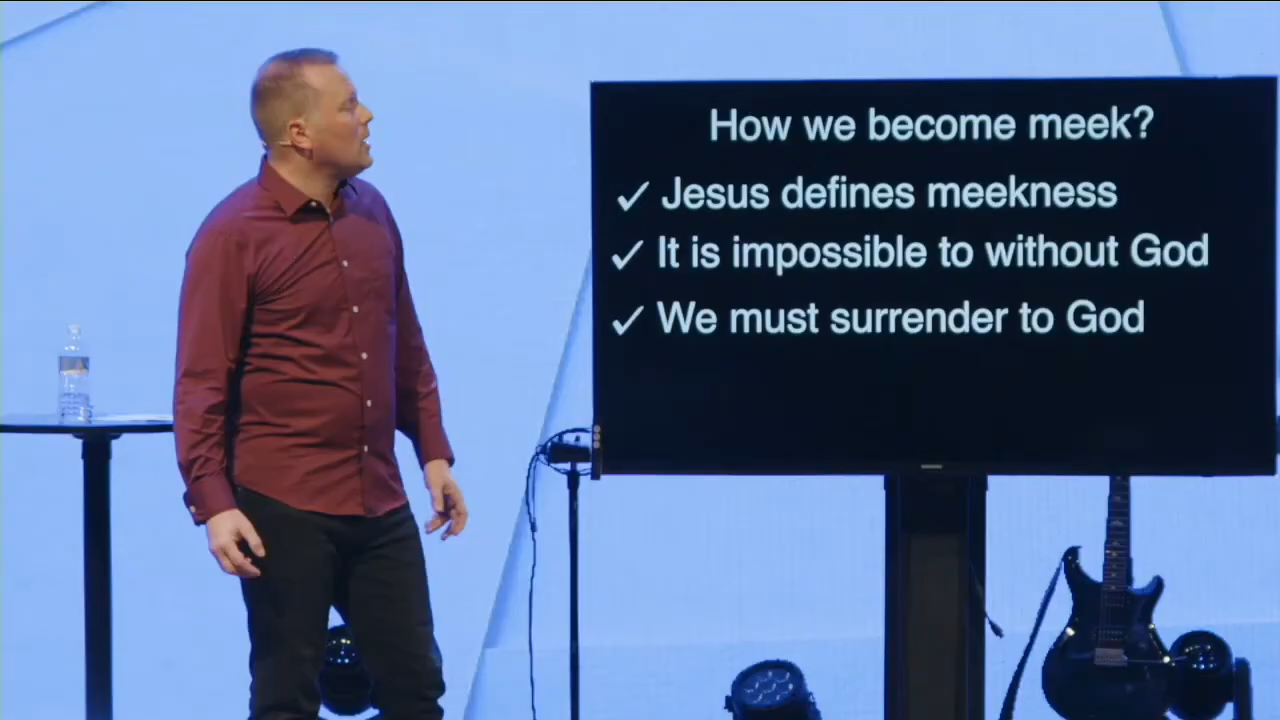 How we become meek?
✓ Jesus defines meekness
✓ It is impossible to without God
✓ We must surrender to God